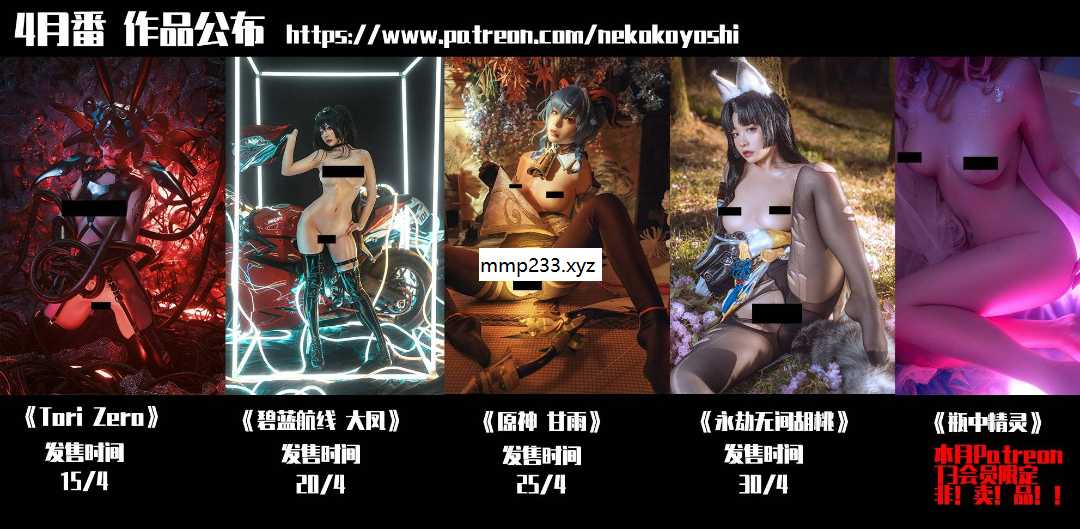 4月番 作品公布 https://www.patreon.com/nekokoyoshi
mmp233.xyz
《Tori Zero》
发售时间
15/4
《碧蓝航线 大凤》
发售时间
20/4
《原神 甘雨》
发售时间
25/4
《永劫无间胡桃》
发售时间
30/4
《瓶中精灵》
本月Patreon
T3会员限定
非！卖！品！！